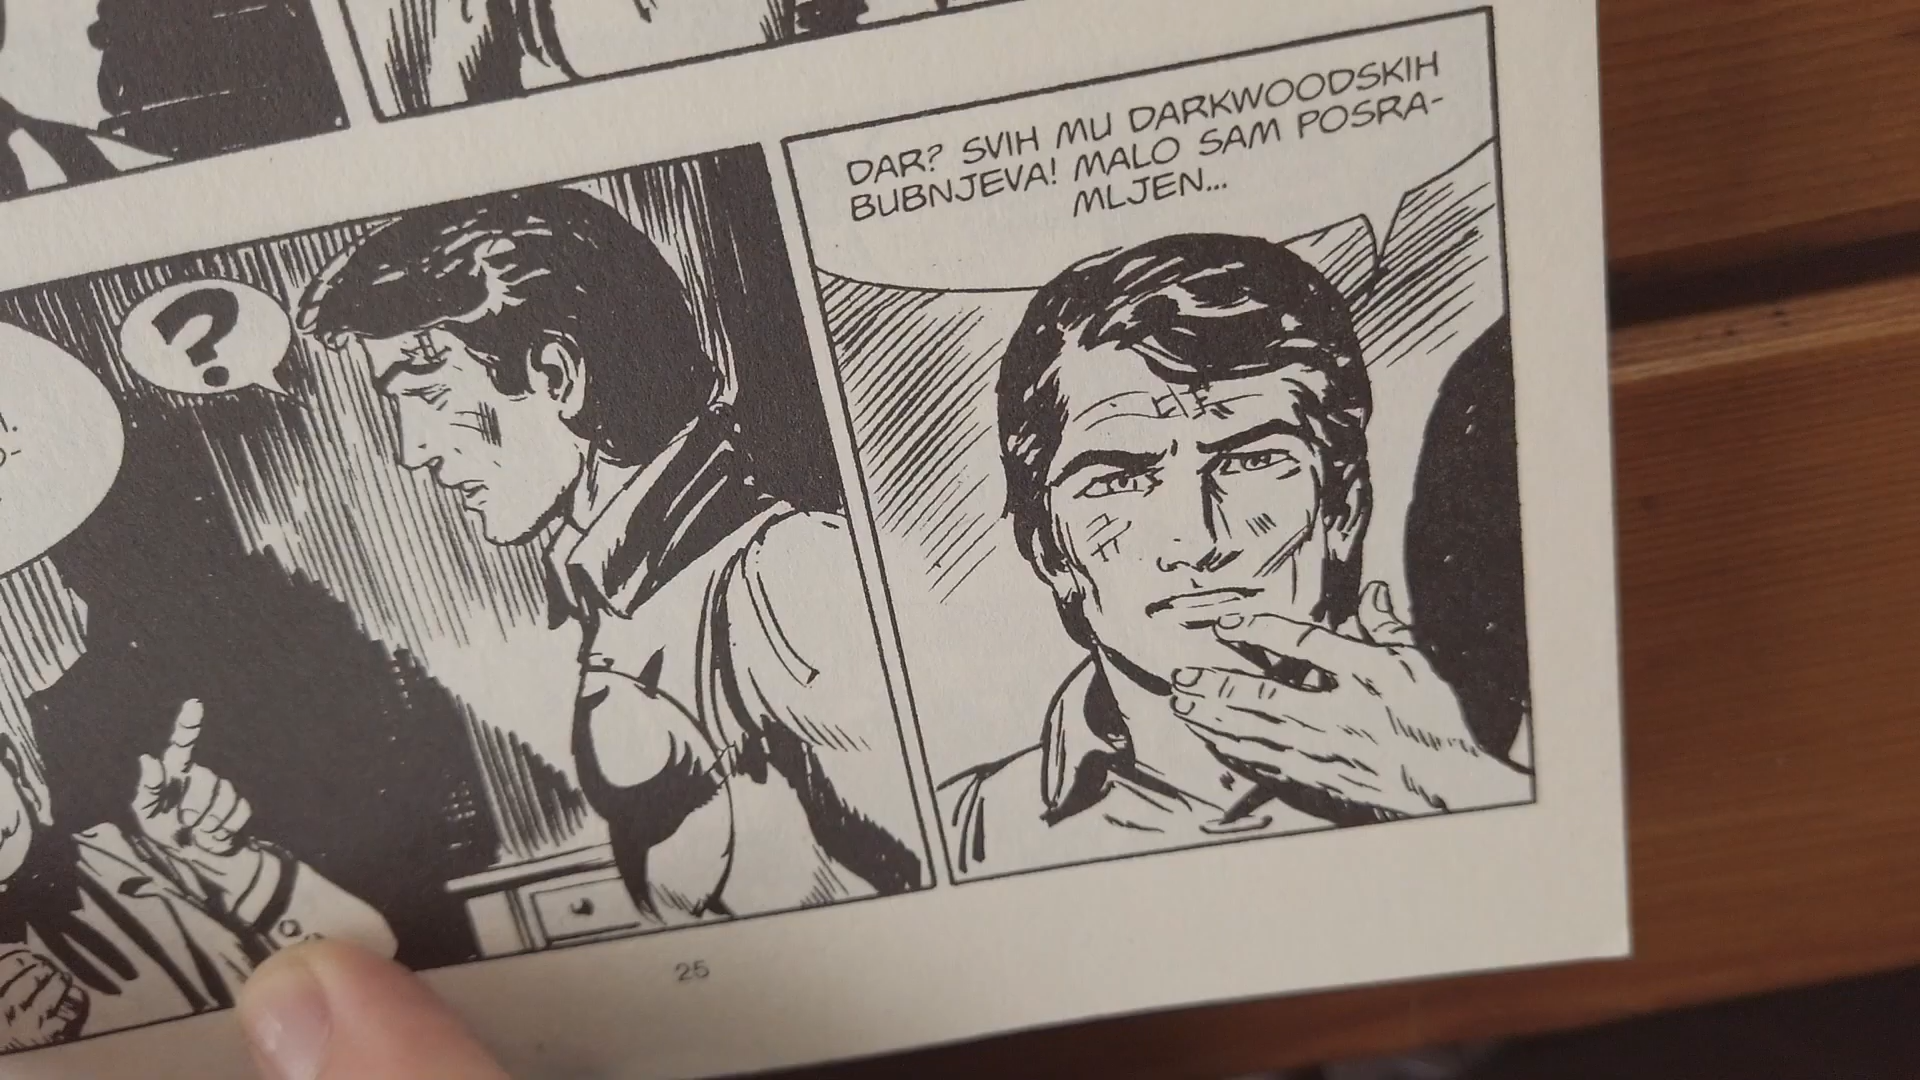 ?
DAR? SVIH MU DARKWOODSKIH
BUBNJEVA! MALO SAM POSRA-
MLJEN...
25